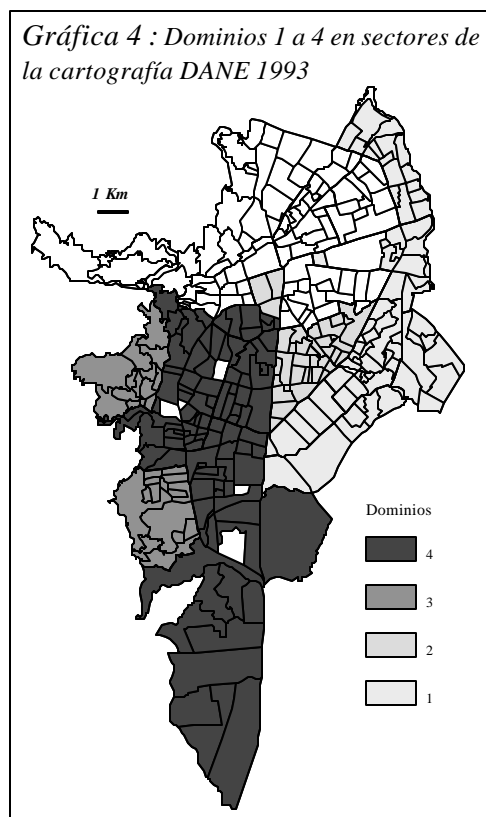 Gráfica 4 : Dominios 1 a 4 en sectores de
la cartografía DANE 1993
1 Km
Dominios
4
3
2
1